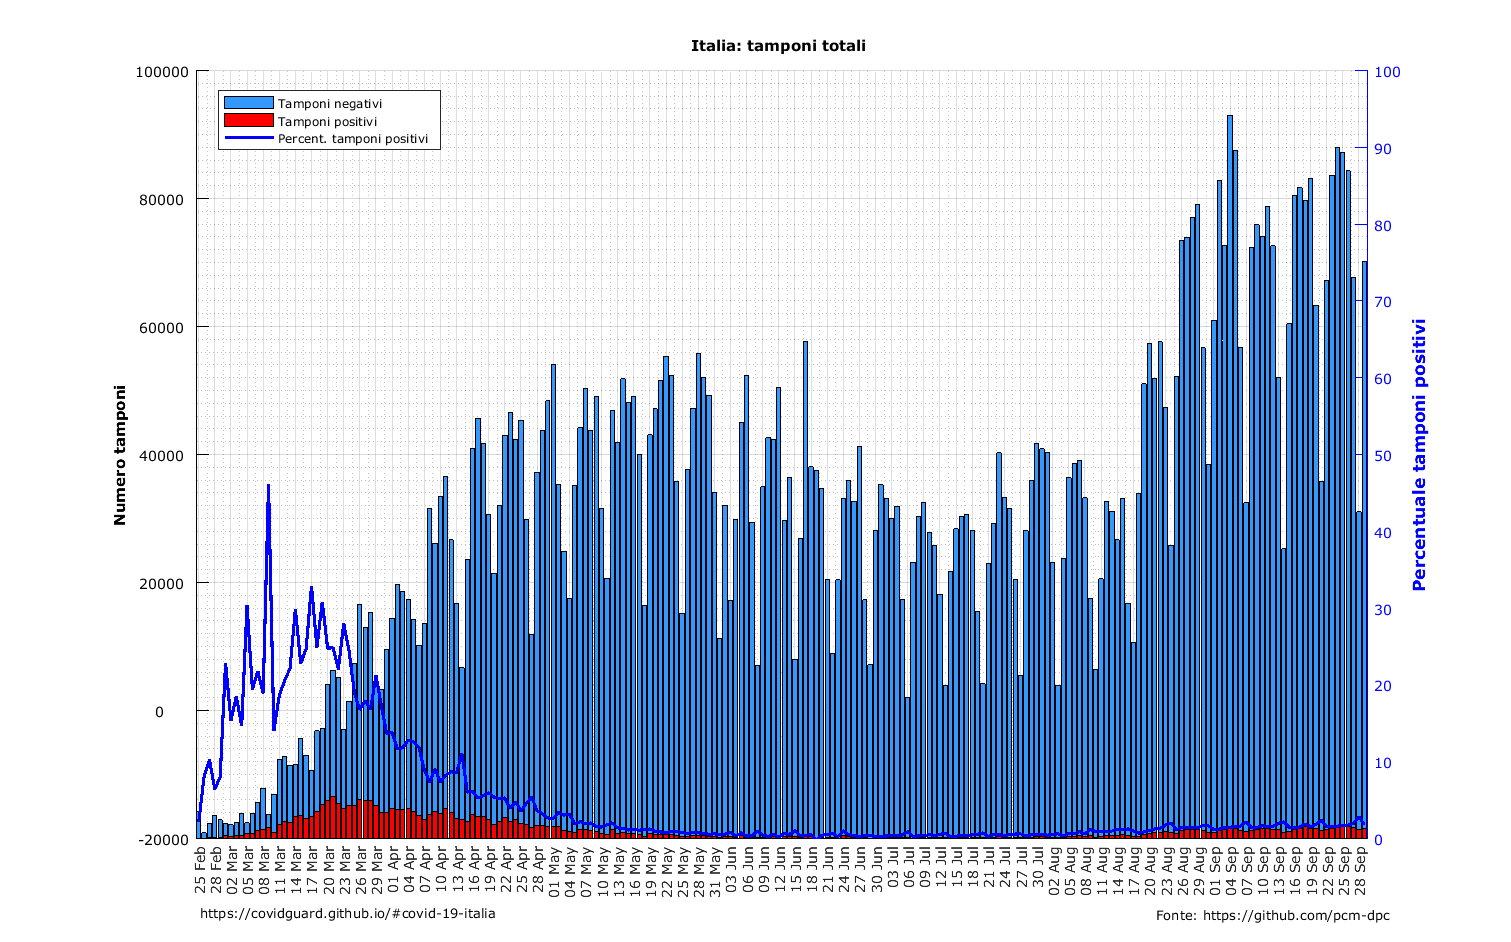 Italia: tamponi totali
Tamponi negativi
Tamponi positivi
Percent. tamponi positivi
Numero tamponi
100000
80000
60000
40000
20000
0
-20000
Percentuale tamponi positivi
100
90
80
70
60
50
40
30
20
10
0
25 Feb
28 Feb
02 Mar
05 Mar
08 Mar
11 Mar
14 Mar
17 Mar
20 Mar
23 Mar
26 Mar
29 Mar
01 Apr
04 Apr
07 Apr
10 Apr
13 Apr
16 Apr
19 Apr
22 Apr
25 Apr
28 Apr
01 May
04 May
07 May
10 May
13 May
16 May
19 May
22 May
25 May
28 May
31 May
03 Jun
06 Jun
09 Jun
12 Jun
15 Jun
18 Jun
21 Jun
24 Jun
27 Jun
30 Jun
03 Jul
06 Jul
09 Jul
12 Jul
15 Jul
18 Jul
21 Jul
24 Jul
27 Jul
30 Jul
02 Aug
05 Aug
08 Aug
11 Aug
14 Aug
17 Aug
20 Aug
23 Aug
26 Aug
29 Aug
01 Sep
04 Sep
07 Sep
10 Sep
13 Sep
16 Sep
19 Sep
22 Sep
25 Sep
28 Sep
https://covidguard.github.io/#covid-19-italia
Fonte: https://github.com/pcm-dpc